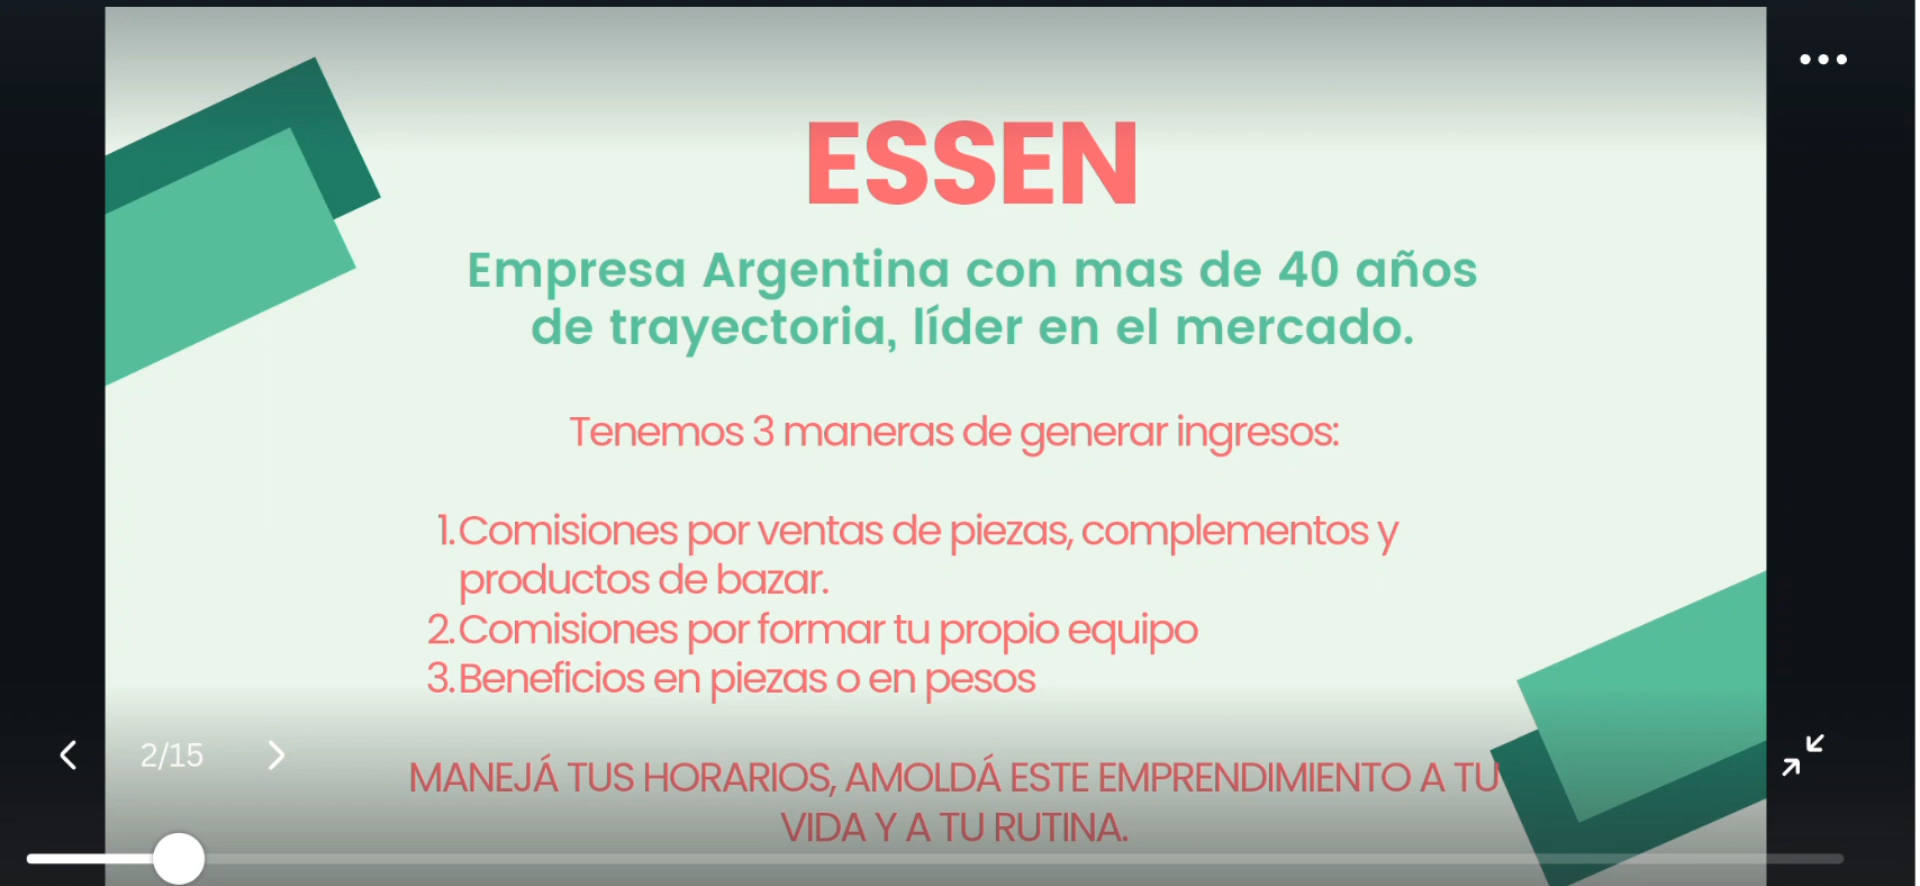 ESSEN
Empresa Argentina con mas de 40 años
de trayectoria, líder en el mercado.
Tenemos 3 maneras de generar ingresos:
1. Comisiones por ventas de piezas, complementos y
productos de bazar.
2. Comisiones por formar tu propio equipo
3. Beneficios en piezas o en pesos
MANEJÁ TUS HORARIOS, AMOLDÁ ESTE EMPRENDIMIENTO A TU
VIDA Y A TU RUTINA.
2/15